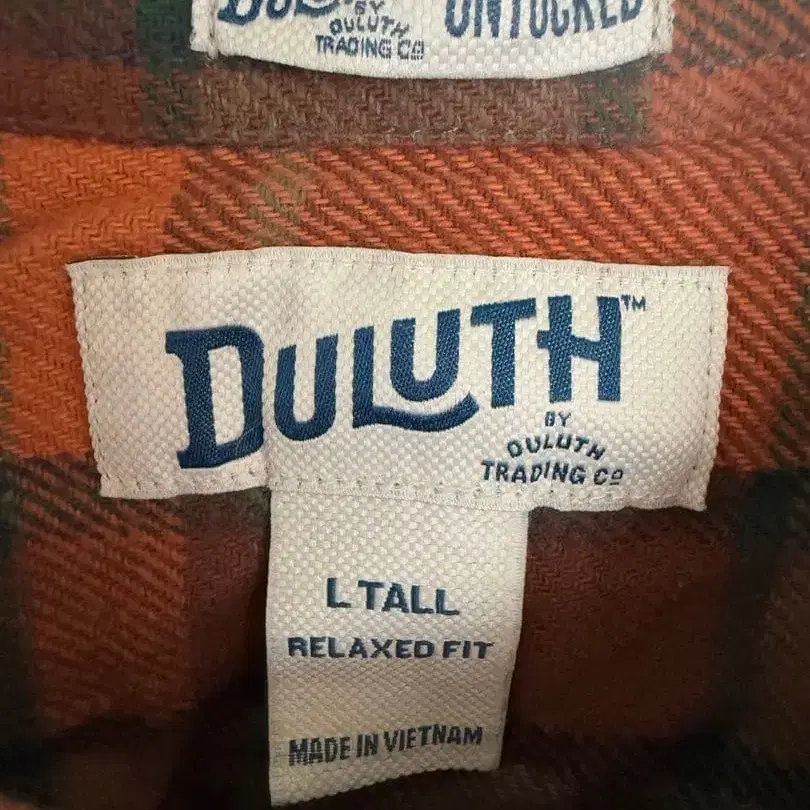 DULUTH UNTUCKED
BY
DULUTH
TRADING CO
DULUTH™
BY
DULUTH
TRADING CO
L TALL
RELAXED FIT
MADE IN VIETNAM